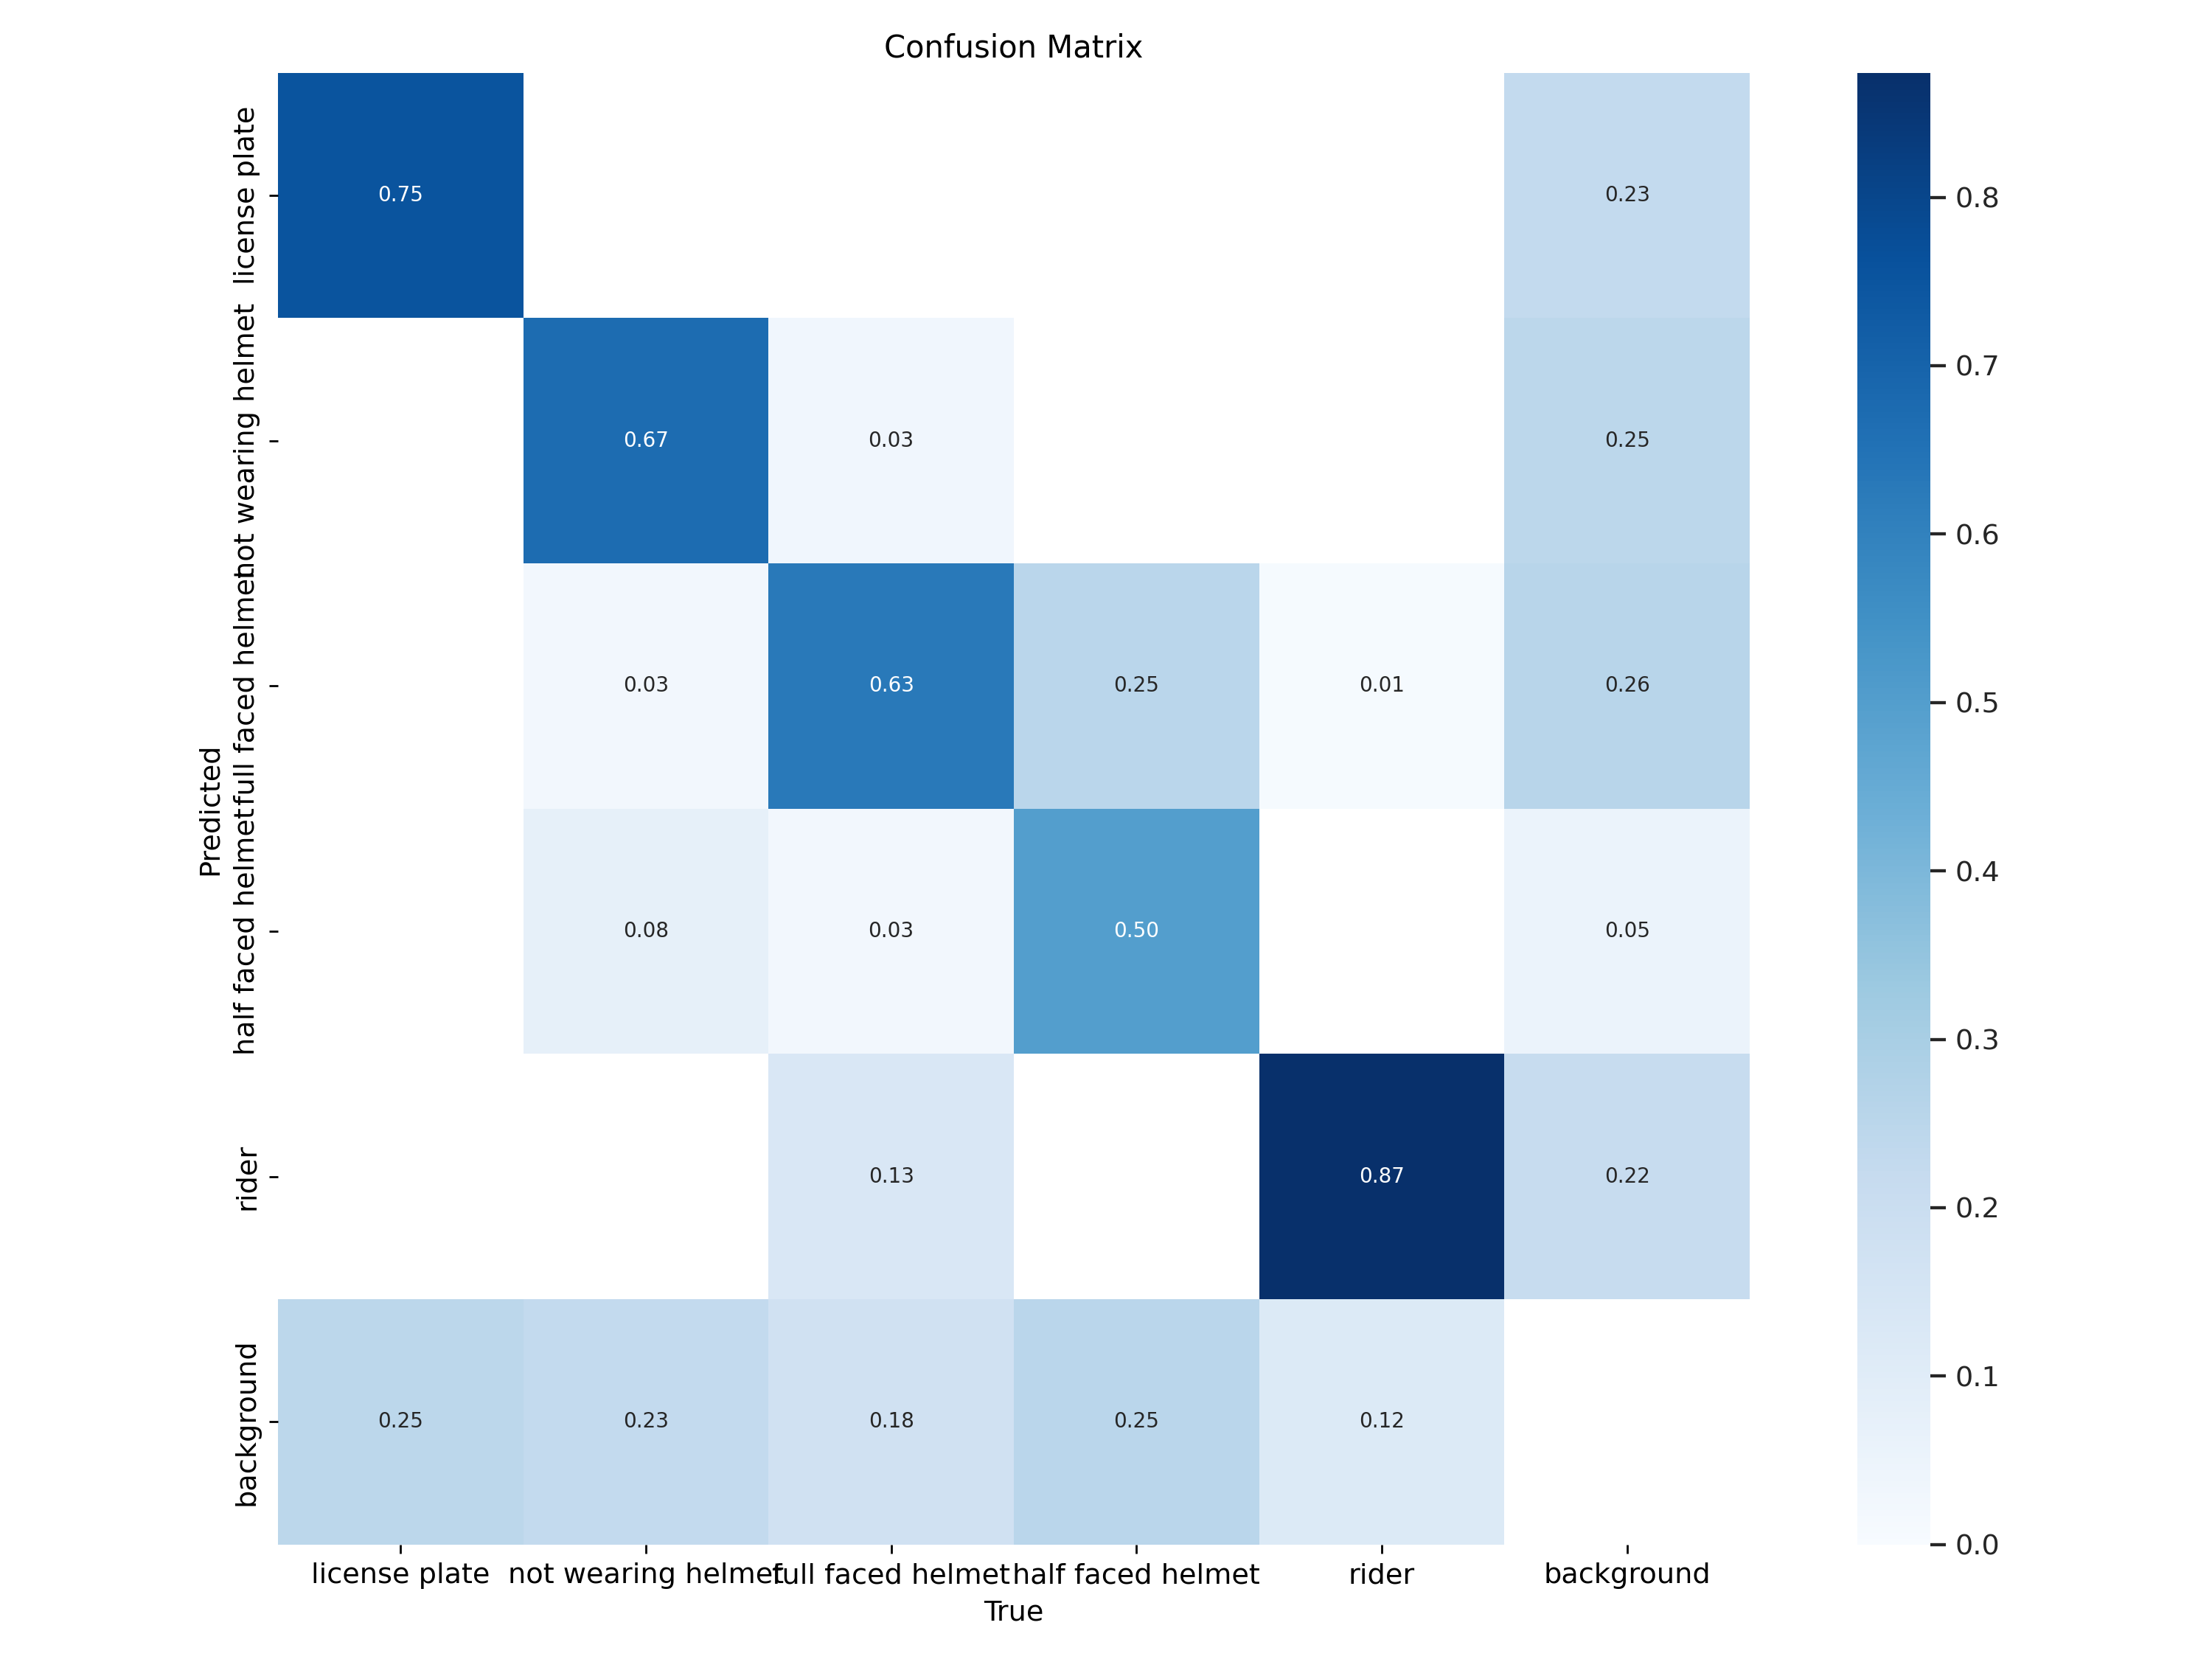 Confusion Matrix
license plate
0.75
0.23
0.8
not wearing helmet
0.67
0.03
0.25
0.7
0.6
full faced helmet
0.03
0.63
0.25
0.01
0.26
0.5
Predicted
half faced helmet
0.08
0.03
0.50
0.05
0.4
0.3
rider
0.13
0.87
0.22
0.2
background
0.25
0.23
0.18
0.25
0.12
0.1
0.0
license plate
not wearing helmet
full faced helmet
half faced helmet
rider
background
True